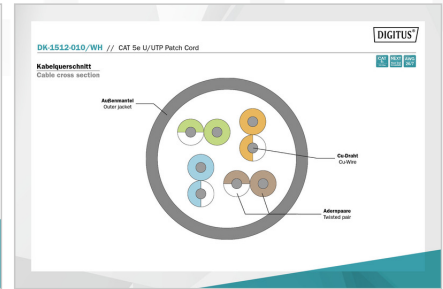 DIGITUS®
DK-1512-010/WH // CAT 5e U/UTP Patch Cord
Kabelquerschnitt
Cable cross section
Außenmantel
Outer jacket
Cu-Draht
Cu-Wire
Adernpaare
Twisted pair